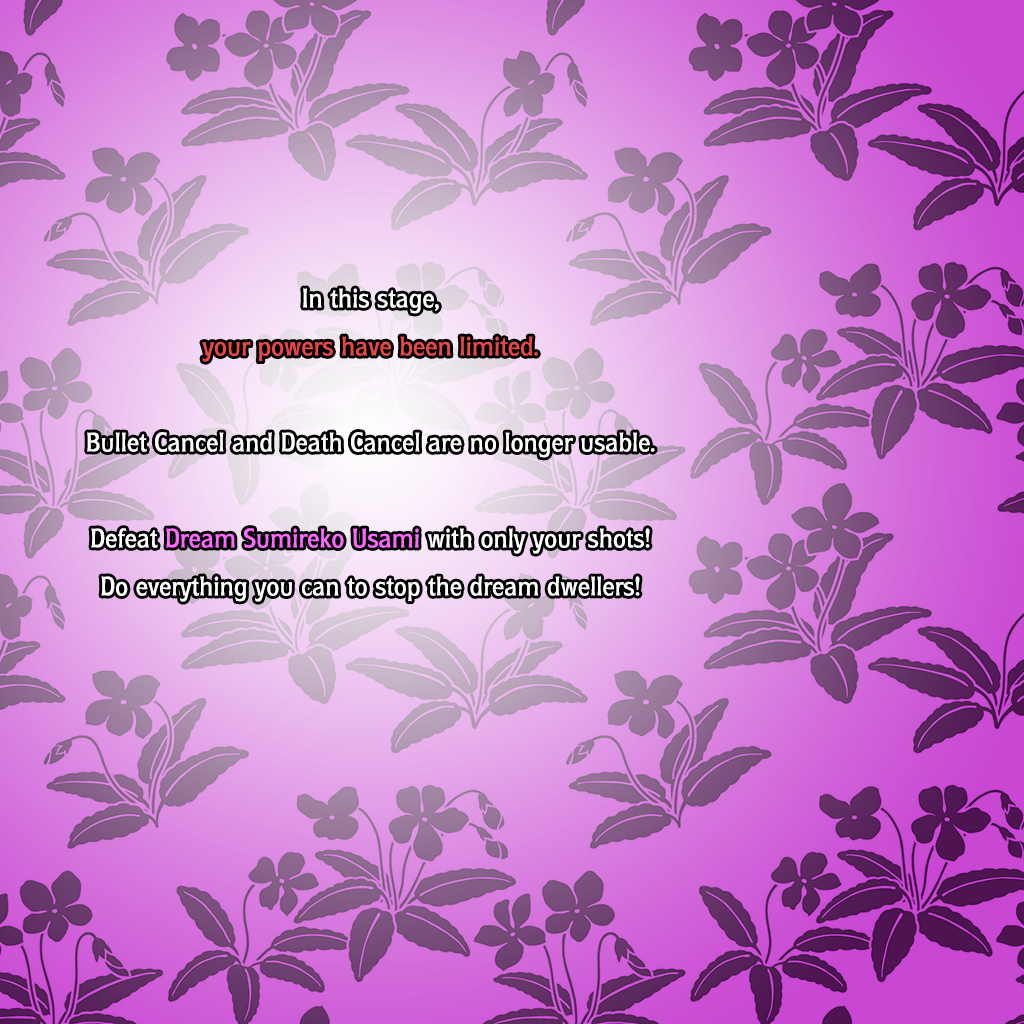 In this stage,
your powers have been limited.
Bullet Cancel and Death Cancel are no longer usable.
Defeat Dream Sumireko Usami with only your shots!
Do everything you can to stop the dream dwellers!